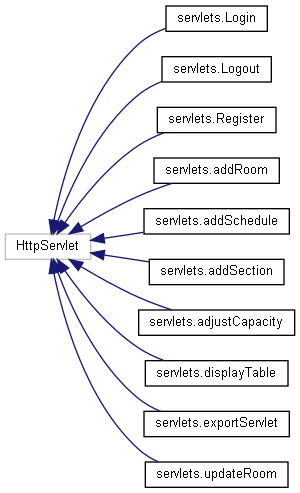 servlets.Login
servlets.Logout
servlets.Register
servlets.addRoom
servlets.addSchedule
HttpServlet
servlets.addSection
servlets.adjustCapacity
servlets.displayTable
servlets.exportServlet
servlets.updateRoom